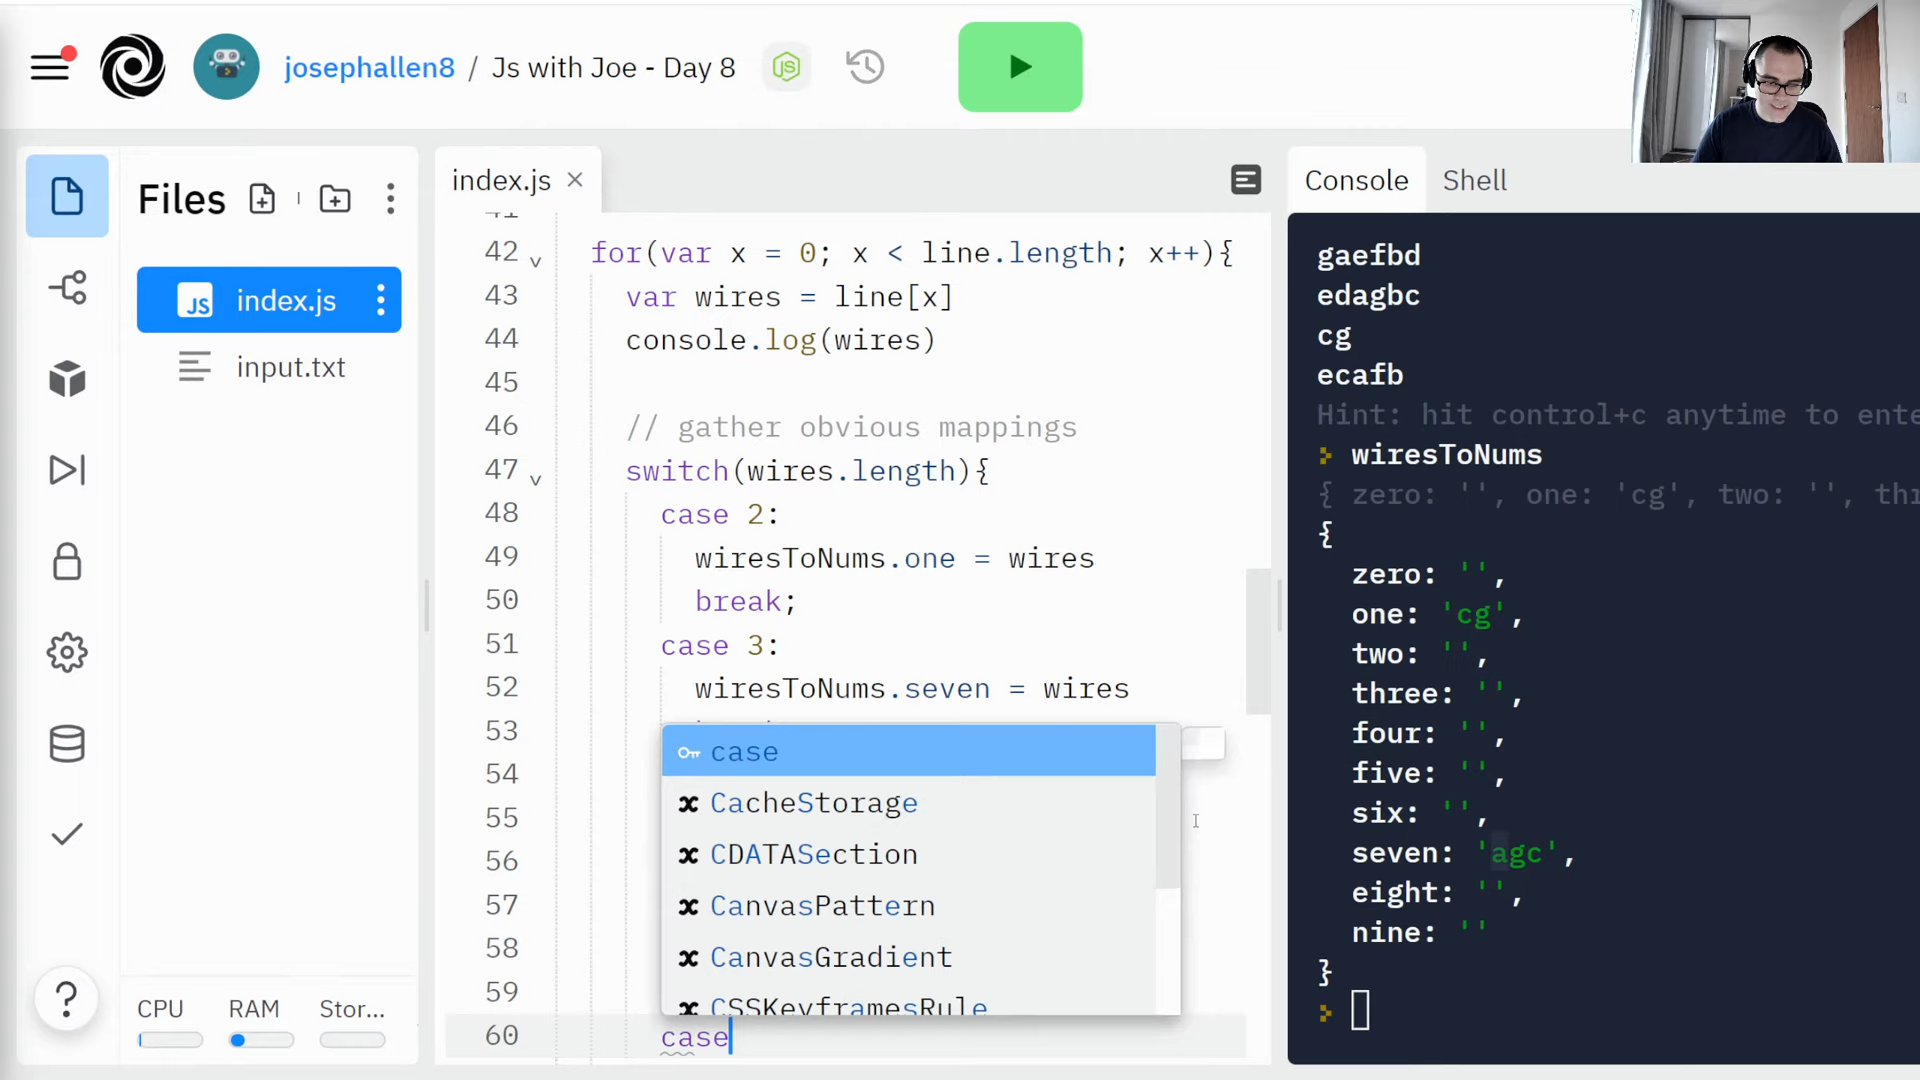 josephallen8 / Js with Joe - Day 8
Files
index.js
input.txt
CPU RAM Stor...
index.js
42 for(var x = 0; x < line.length; x++){
43 var wires = line[x]
44 console.log(wires)
45
46 // gather obvious mappings
47 switch(wires.length){
48 case 2:
49 wiresToNums.one = wires
50 break;
51 case 3:
52 wiresToNums.seven = wires
53
54
55
56
57
58
59
60 case
case
CacheStorage
CDATASection
CanvasPattern
CanvasGradient
CSSKeyframesRule
Console Shell
gaefbd
edagbc
cg
ecafb
Hint: hit control+c anytime to ente
wiresToNums
{ zero: '', one: 'cg', two: '', thr
{
zero: '',
one: 'cg',
two: '',
three: '',
four: '',
five: '',
six: '',
seven: 'agc',
eight: '',
nine: ''
}